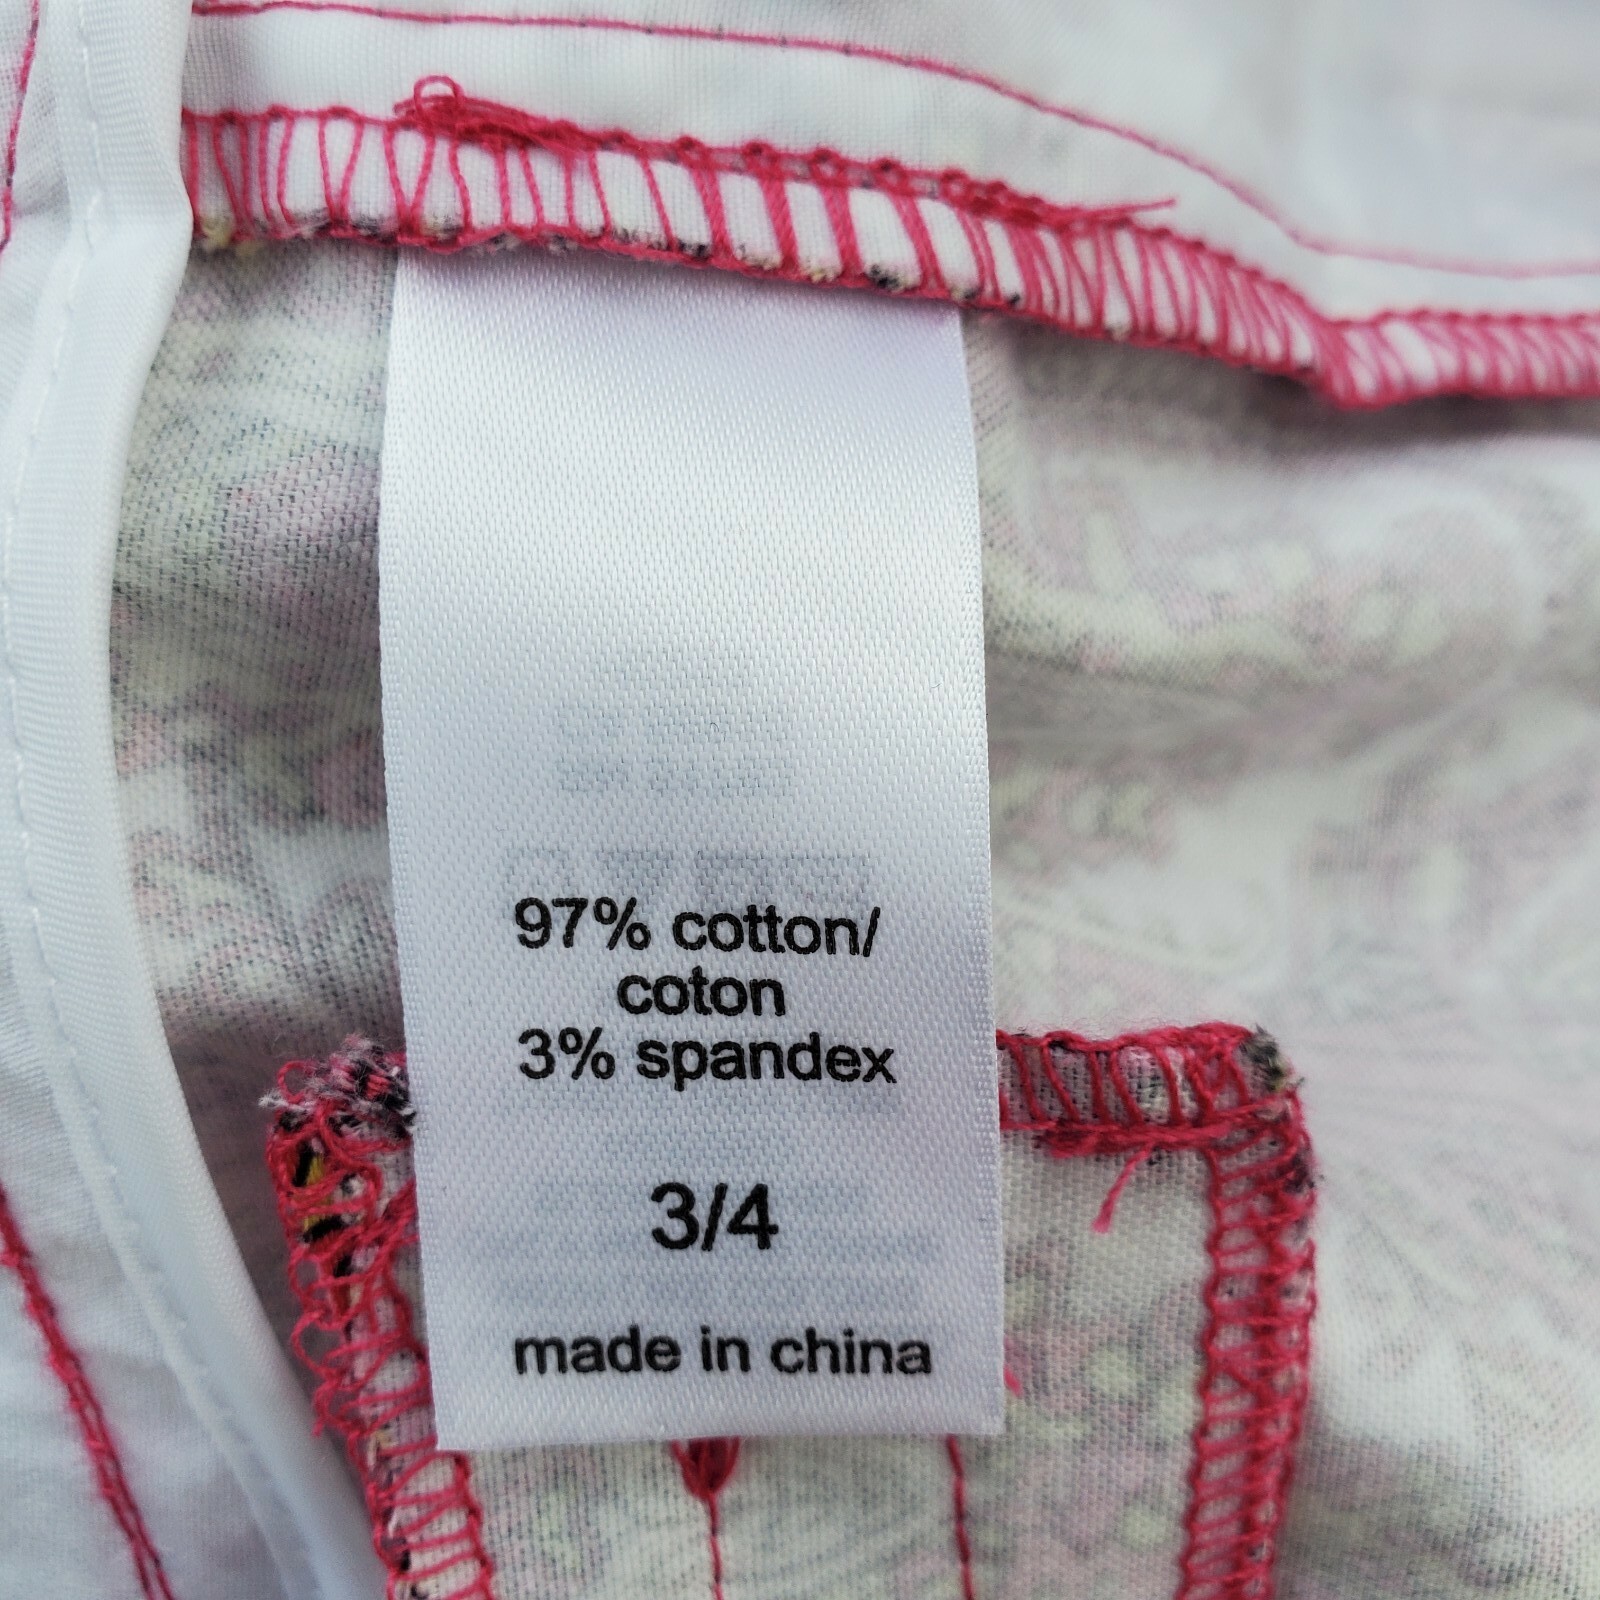 97% cotton/
coton
3% spandex
3/4
made in china